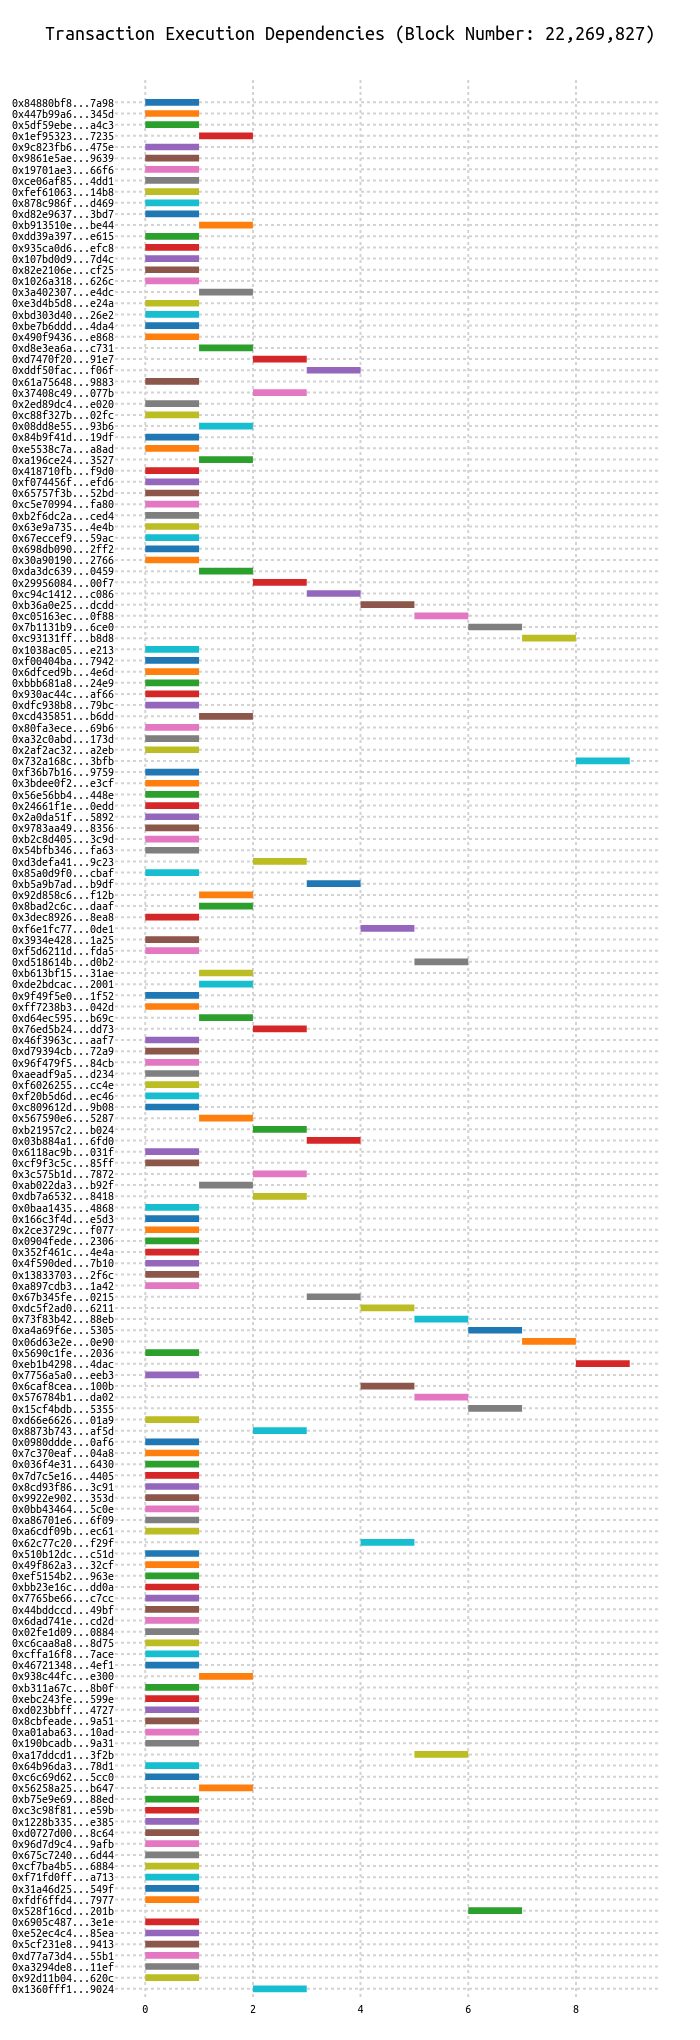 Transaction Execution Dependencies (Block Number: 22,269,827)
0x84880bf8...7a98
0x447b99a6...345d
0x5df59ebe...a4c3
0x1ef95323...7235
0x9c823fb6...475e
0x9861e5ae...9639
0x19701ae3...66f6
0xce06af85...4dd1
0xfef61063...14b8
0x878c986f...d469
0xd82e9637...3bd7
0xb913510e...be44
0xdd39a397...e615
0x935ca0d6...efc8
0x107bd0d9...7d4c
0x82e2106e...cf25
0x1026a318...626c
0x3a402307...e4dc
0xe3d4b5d8...e24a
0xbd303d40...26e2
0xbe7b6ddd...4da4
0x490f9436...e868
0xd8e3ea6a...c731
0xd7470f20...91e7
0xddf50fac...f06f
0x61a75648...9883
0x37408c49...077b
0x2ed89dc4...e020
0xc88f327b...02fc
0x08dd8e55...93b6
0x84b9f41d...19df
0xe5538c7a...a8ad
0xa196ce24...3527
0x418710fb...f9d0
0xf074456f...efd6
0x65757f3b...52bd
0xc5e70994...fa80
0xb2f6dc2a...ced4
0x63e9a735...4e4b
0x67eccef9...59ac
0x698db090...2ff2
0x30a90190...2766
0xda3dc639...0459
0x29956084...00f7
0xc94c1412...c086
0xb36a0e25...dcdd
0xc05163ec...0f88
0x7b1131b9...6ce0
0xc93131ff...b8d8
0x1038ac05...e213
0xf00404ba...7942
0x6dfced9b...4e6d
0xbbb681a8...24e9
0x930ac44c...af66
0xdfc938b8...79bc
0xcd435851...b6dd
0x80fa3ece...69b6
0xa32c0abd...173d
0x2af2ac32...a2eb
0x732a168c...3bfb
0xf36b7b16...9759
0x3bdee0f2...e3cf
0x56e56bb4...448e
0x24661f1e...0edd
0x2a0da51f...5892
0x9783aa49...8356
0xb2c8d405...3c9d
0x54bfb346...fa63
0xd3defa41...9c23
0x85a0d9f0...cbaf
0xb5a9b7ad...b9df
0x92d858c6...f12b
0x8bad2c6c...daaf
0x3dec8926...8ea8
0xf6e1fc77...0de1
0x3934e428...1a25
0xf5d6211d...fda5
0xd518614b...d0b2
0xb613bf15...31ae
0xde2bdcac...2001
0x9f49f5e0...1f52
0xff7238b3...042d
0xd64ec595...b69c
0x76ed5b24...dd73
0x46f3963c...aaf7
0xd79394cb...72a9
0x96f479f5...84cb
0xaeadf9a5...d234
0xf6026255...cc4e
0xf20b5d6d...ec46
0xc809612d...9b08
0x567590e6...5287
0xb21957c2...b024
0x03b884a1...6fd0
0x6118ac9b...031f
0xcf9f3c5c...85ff
0x3c575b1d...7872
0xab022da3...b92f
0xdb7a6532...8418
0x0baa1435...4868
0x166c3f4d...e5d3
0x2ce3729c...f077
0x0904fede...2306
0x352f461c...4e4a
0x4f590ded...7b10
0x13833703...2f6c
0xa897cdb3...1a42
0x67b345fe...0215
0xdc5f2ad0...6211
0x73f83b42...88eb
0xa4a69f6e...5305
0x06d63e2e...0e90
0x5690c1fe...2036
0xeb1b4298...4dac
0x7756a5a0...eeb3
0x6caf8cea...100b
0x576784b1...da02
0x15cf4bdb...5355
0xd66e6626...01a9
0x8873b743...af5d
0x0980ddde...0af6
0x7c370eaf...04a8
0x036f4e31...6430
0x7d7c5e16...4405
0x8cd93f86...3c91
0x9922e902...353d
0x0bb43464...5c0e
0xa86701e6...6f09
0xa6cdf09b...ec61
0x62c77c20...f29f
0x510b12dc...c51d
0x49f862a3...32cf
0xef5154b2...963e
0xbb23e16c...dd0a
0x7765be66...c7cc
0x44bddccd...49bf
0x6dad741e...cd2d
0x02fe1d09...0884
0xc6caa8a8...8d75
0xcffa16f8...7ace
0x46721348...4ef1
0x938c44fc...e300
0xb311a67c...8b0f
0xebc243fe...599e
0xd023bbff...4727
0x8cbfeade...9a51
0xa01aba63...10ad
0x190bcadb...9a31
0xa17ddcd1...3f2b
0x64b96da3...78d1
0xc6c69d62...5cc0
0x56258a25...b647
0xb75e9e69...88ed
0xc3c98f81...e59b
0x1228b335...e385
0xd0727d00...8c64
0x96d7d9c4...9afb
0x675c7240...6d44
0xcf7ba4b5...6884
0xf71fd0ff...a713
0x31a46d25...549f
0xfdf6ffd4...7977
0x528f16cd...201b
0x6905c487...3e1e
0xe52ec4c4...85ea
0x5cf231e8...9413
0xd77a73d4...55b1
0xa3294de8...11ef
0x92d11b04...620c
0x1360fff1...9024
0 2 4 6 8